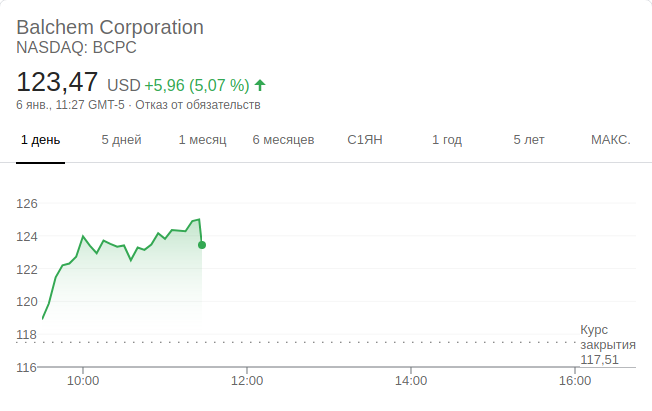 Balchem Corporation
NASDAQ: BCPC
123,47 USD +5,96 (5,07 %)
6 янв., 11:27 GMT-5 · Отказ от обязательств
1 день 5 дней 1 месяц 6 месяцев С1ЯН 1 год 5 лет МАКС.
126
124
122
120
118
116
Курс
закрытия
117,51
10:00 12:00 14:00 16:00